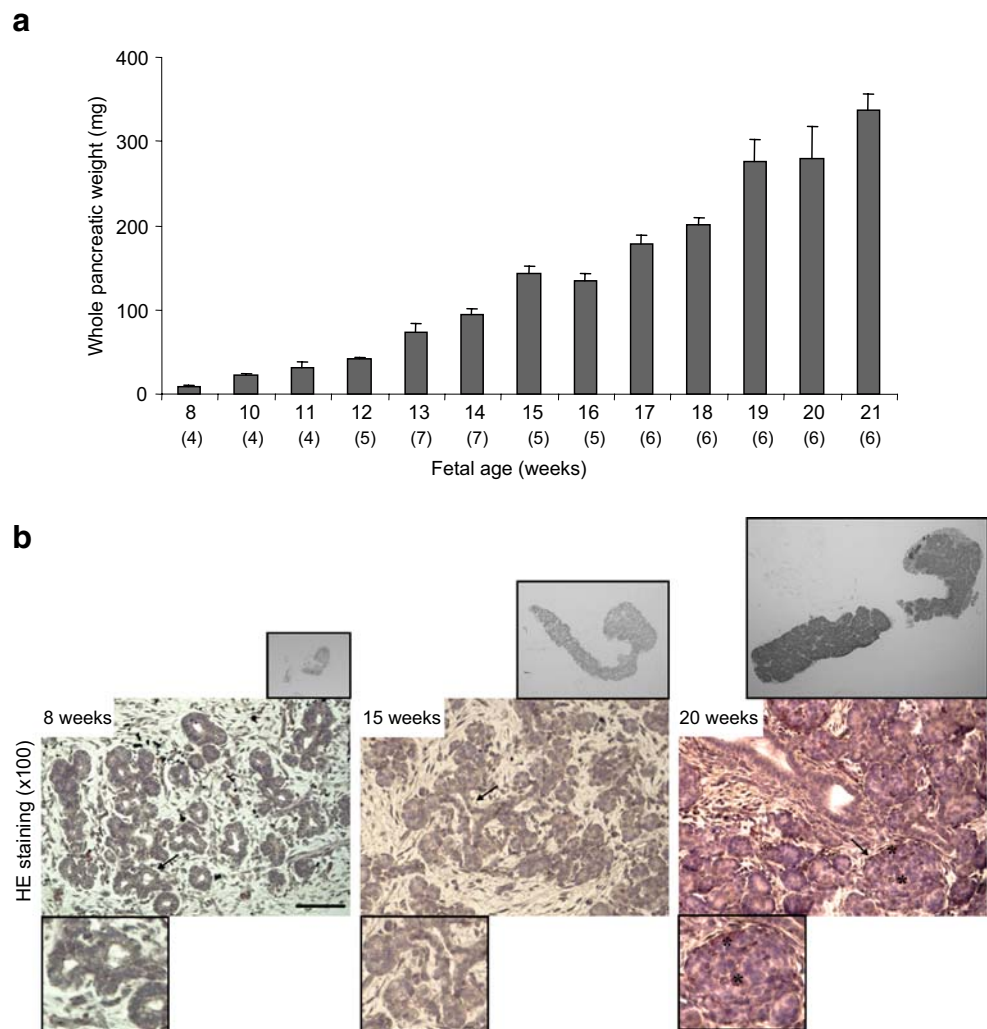 a
Whole pancreatic weight (mg)
400
300
200
100
0
8 10 11 12 13 14 15 16 17 18 19 20 21
(4) (4) (4) (5) (7) (7) (5) (5) (6) (6) (6) (6) (6)
Fetal age (weeks)
b
HE staining (x100)
8 weeks 15 weeks 20 weeks
* *
* *